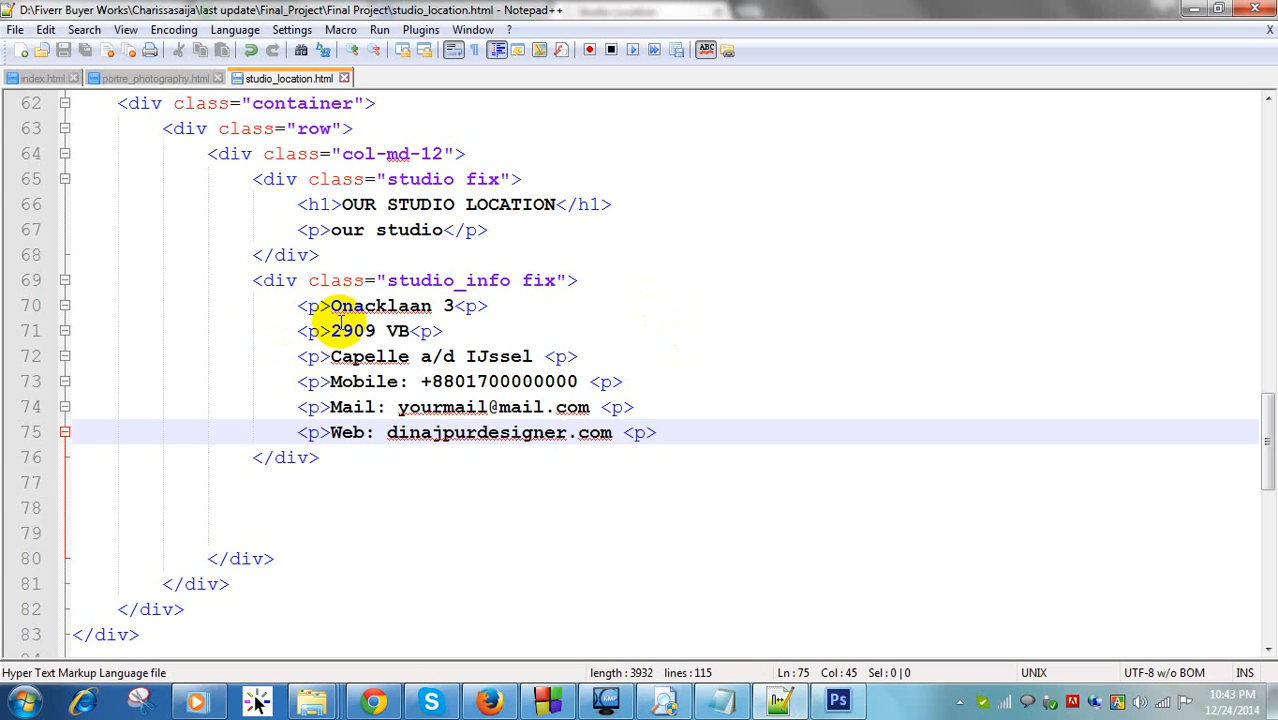 D:\Fiverr Buyer Works\Charissasaija\last update\Final_Project\Final Project\studio_location.html - Notepad++
File Edit Search View Encoding Language Settings Macro Run Plugins Window ? X
index.html portre_photography.html studio_location.html
62 <div class="container">
63 <div class="row">
64 <div class="col-md-12">
65 <div class="studio fix">
66 <h1>OUR STUDIO LOCATION</h1>
67 <p>our studio</p>
68 </div>
69 <div class="studio_info fix">
70 <p>Onacklaan 3<p>
71 <p>2909 VB<p>
72 <p>Capelle a/d IJssel <p>
73 <p>Mobile: +8801700000000 <p>
74 <p>Mail: yourmail@mail.com <p>
75 <p>Web: dinajpurdesigner.com <p>
76 </div>
77
78
79
80 </div>
81 </div>
82 </div>
83 </div>
Hyper Text Markup Language file length : 3932 lines : 115 Ln : 75 Col : 45 Sel : 0 | 0 UNIX UTF-8 w/o BOM INS
10:43 PM
12/24/2014